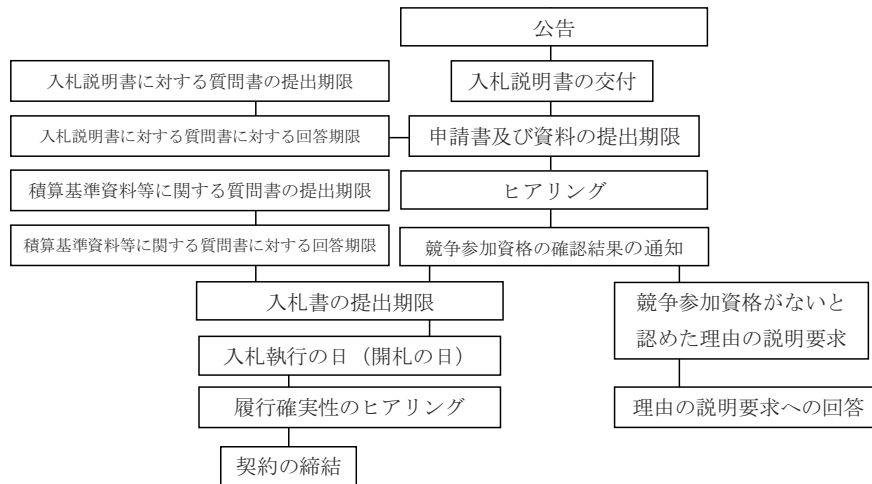 公告
入札説明書に対する質問書の提出期限
入札説明書の交付
入札説明書に対する質問書に対する回答期限
申請書及び資料の提出期限
積算基準資料等に関する質問書の提出期限
ヒアリング
積算基準資料等に関する質問書に対する回答期限
競争参加資格の確認結果の通知
入札書の提出期限
競争参加資格がないと
認めた理由の説明要求
入札執行の日（開札の日）
履行確実性のヒアリング
理由の説明要求への回答
契約の締結